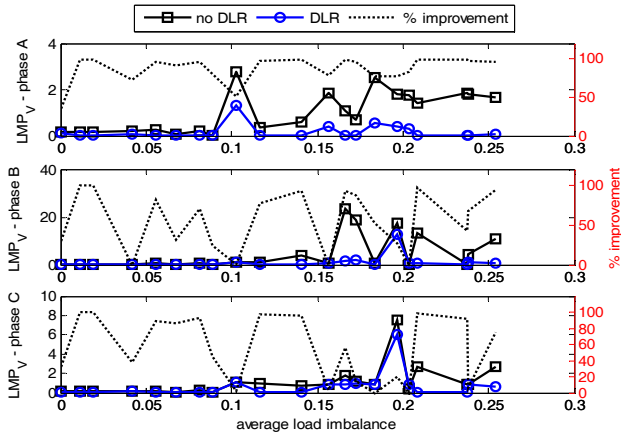 no DLR DLR % improvement
LMP_V - phase A
4
2
0
100
50
0
0 0.05 0.1 0.15 0.2 0.25 0.3
LMP_V - phase B
40
20
0
100
50
0
% improvement
0 0.05 0.1 0.15 0.2 0.25 0.3
LMP_V - phase C
10
8
6
4
2
0
100
80
60
40
20
0
0 0.05 0.1 0.15 0.2 0.25 0.3
average load imbalance